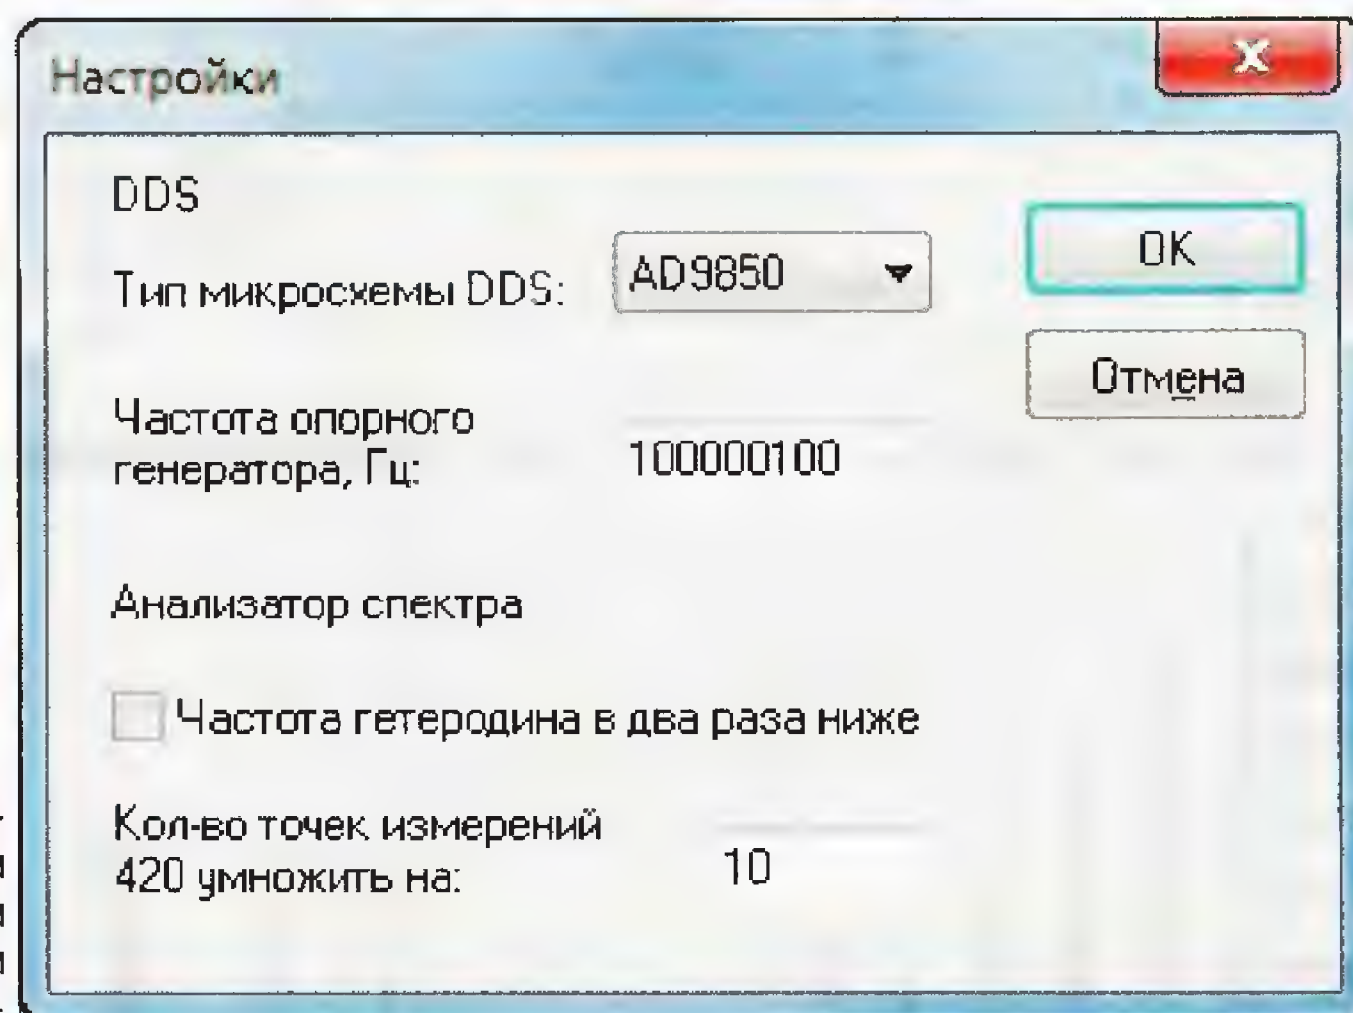 Настройки
DDS
Тип микросхемы DDS:
AD9850
OK
Отмена
Частота опорного
генератора, Гц:
100000100
Анализатор спектра
Частота гетеродина в два раза ниже
Кол-во точек измерений
420 умножить на:
10